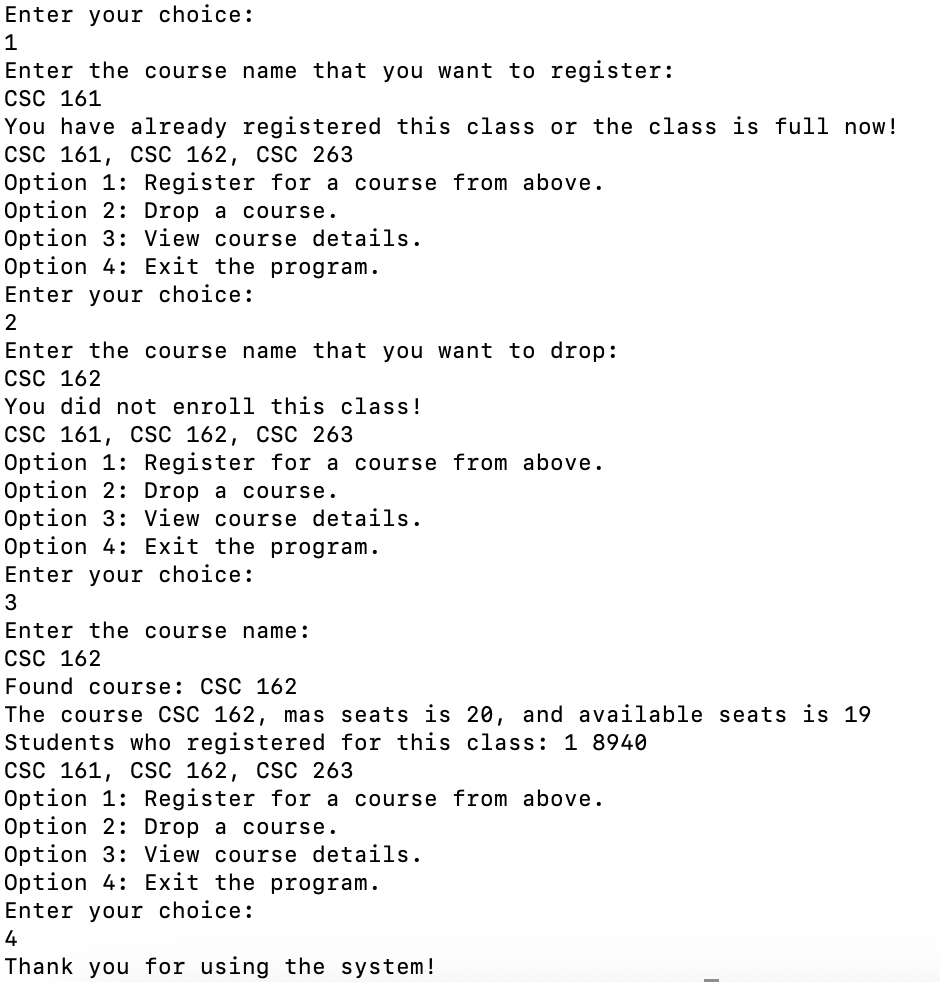 Enter your choice:
1
Enter the course name that you want to register:
CSC 161
You have already registered this class or the class is full now!
CSC 161, CSC 162, CSC 263
Option 1: Register for a course from above.
Option 2: Drop a course.
Option 3: View course details.
Option 4: Exit the program.
Enter your choice:
2
Enter the course name that you want to drop:
CSC 162
You did not enroll this class!
CSC 161, CSC 162, CSC 263
Option 1: Register for a course from above.
Option 2: Drop a course.
Option 3: View course details.
Option 4: Exit the program.
Enter your choice:
3
Enter the course name:
CSC 162
Found course: CSC 162
The course CSC 162, mas seats is 20, and available seats is 19
Students who registered for this class: 1 8940
CSC 161, CSC 162, CSC 263
Option 1: Register for a course from above.
Option 2: Drop a course.
Option 3: View course details.
Option 4: Exit the program.
Enter your choice:
4
Thank you for using the system!